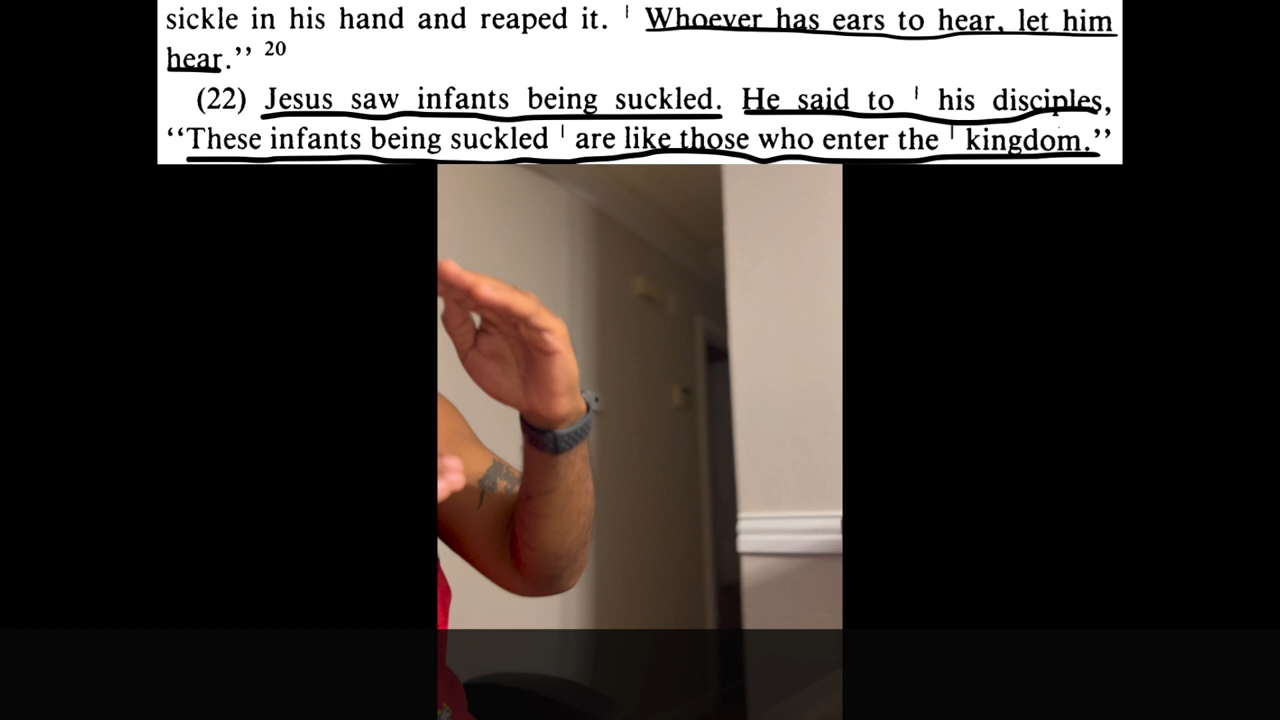 sickle in his hand and reaped it. ˈ Whoever has ears to hear, let him
hear.’’ 20
(22) Jesus saw infants being suckled. He said to ˈ his disciples,
‘‘These infants being suckled ˈ are like those who enter the ˈ kingdom.’’